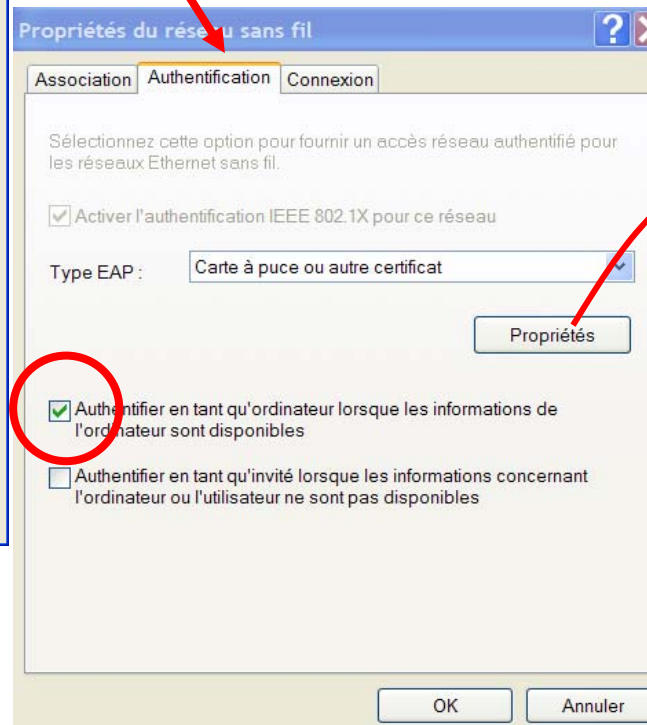 Propriétés du réseau sans fil
Association Authentification Connexion
Sélectionnez cette option pour fournir un accès réseau authentifié pour
les réseaux Ethernet sans fil.
Activer l'authentification IEEE 802.1X pour ce réseau
Type EAP : Carte à puce ou autre certificat
Propriétés
Authentifier en tant qu'ordinateur lorsque les informations de
l'ordinateur sont disponibles
Authentifier en tant qu'invité lorsque les informations concernant
l'ordinateur ou l'utilisateur ne sont pas disponibles
OK Annuler